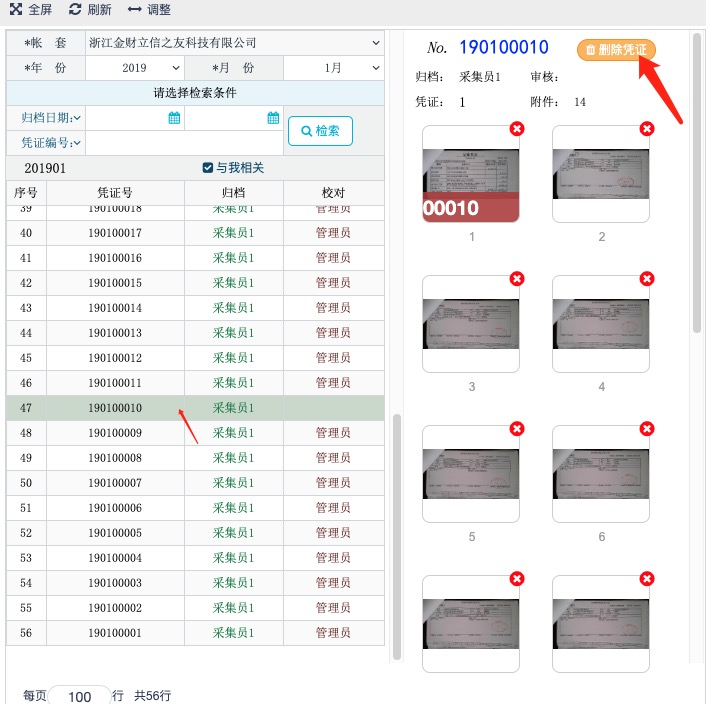 全屏 刷新 调整
*帐 套 浙江金财立信之友科技有限公司
*年 份 2019 *月 份 1月
请选择检索条件
归档日期:
凭证编号:
检索
201901 与我相关
序号 凭证号 归档 校对
39 190100018 采集员1 管理员
40 190100017 采集员1 管理员
41 190100016 采集员1 管理员
42 190100015 采集员1 管理员
43 190100014 采集员1 管理员
44 190100013 采集员1 管理员
45 190100012 采集员1 管理员
46 190100011 采集员1 管理员
47 190100010 采集员1
48 190100009 采集员1 管理员
49 190100008 采集员1 管理员
50 190100007 采集员1 管理员
51 190100006 采集员1 管理员
52 190100005 采集员1 管理员
53 190100004 采集员1 管理员
54 190100003 采集员1 管理员
55 190100002 采集员1 管理员
56 190100001 采集员1 管理员
每页 100 行 共56行
No. 190100010 删除凭证
归档: 采集员1 审核:
凭证: 1 附件: 14
00010
1 2
3 4
5 6